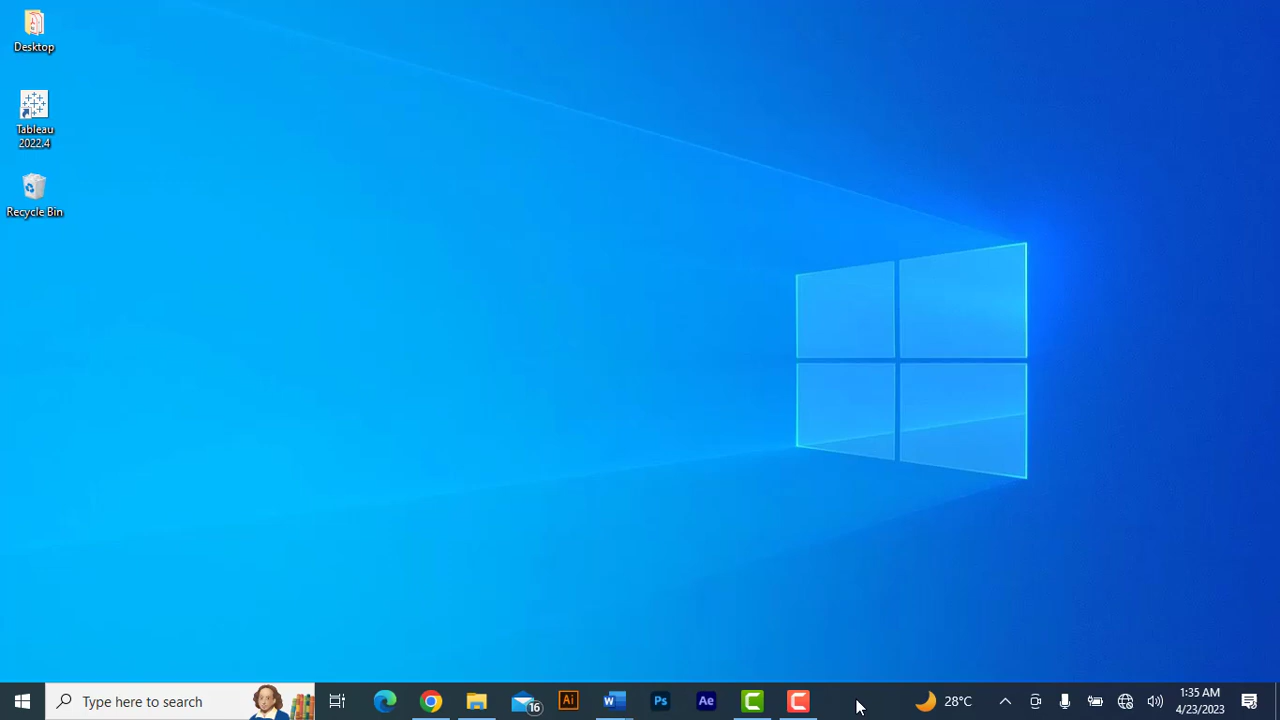 Desktop
Tableau
2022.4
Recycle Bin
Type here to search
16
Ai
W
Ps
Ae
C
C
28°C
1:35 AM
4/23/2023